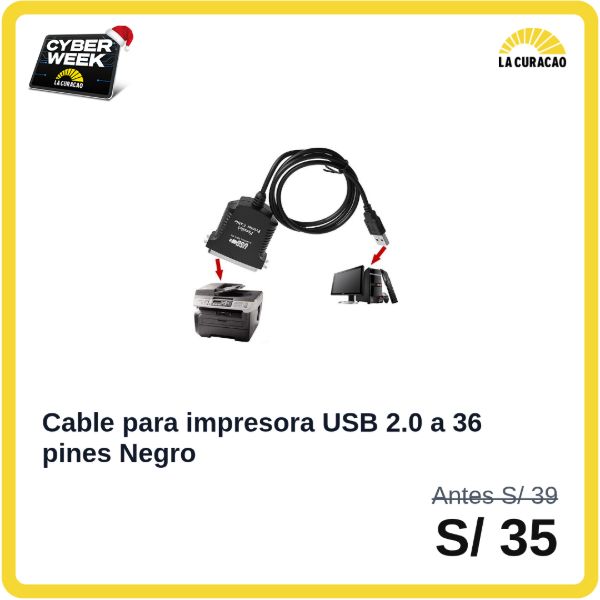 CYBER
WEEK
LA CURACAO
LA CURACAO
Cable para impresora USB 2.0 a 36
pines Negro
Antes S/ 39
S/ 35